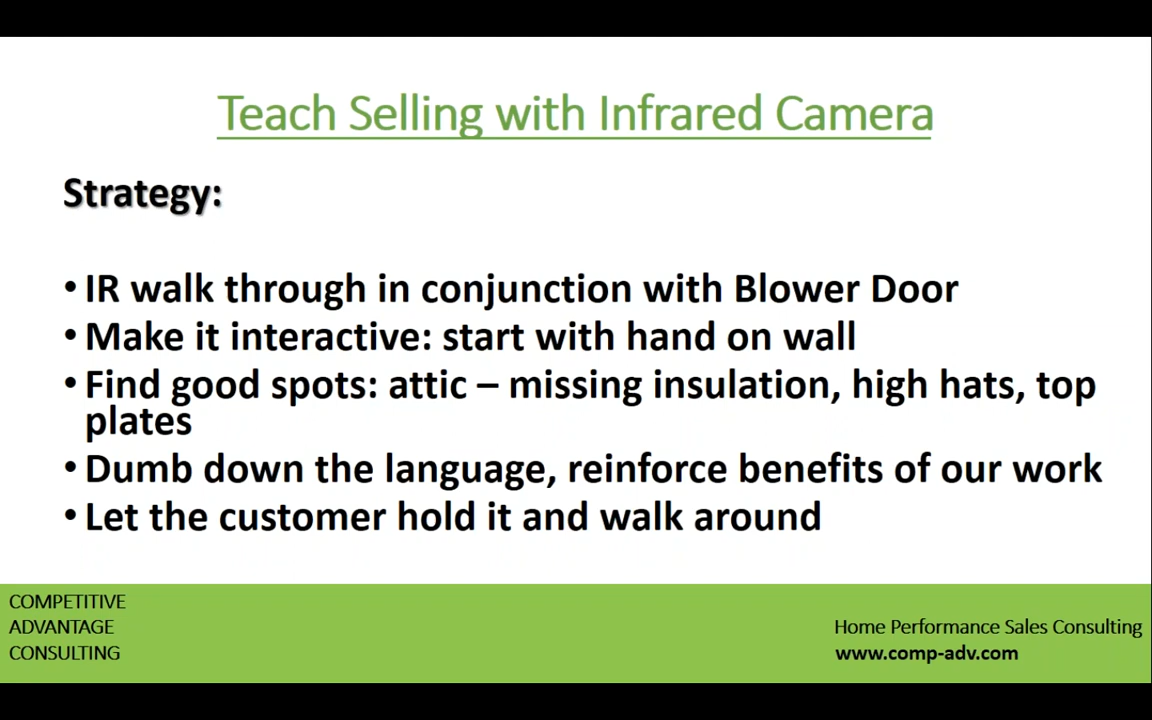 Teach Selling with Infrared Camera
Strategy:
• IR walk through in conjunction with Blower Door
• Make it interactive: start with hand on wall
• Find good spots: attic – missing insulation, high hats, top
plates
• Dumb down the language, reinforce benefits of our work
• Let the customer hold it and walk around
COMPETITIVE
ADVANTAGE
CONSULTING
Home Performance Sales Consulting
www.comp-adv.com